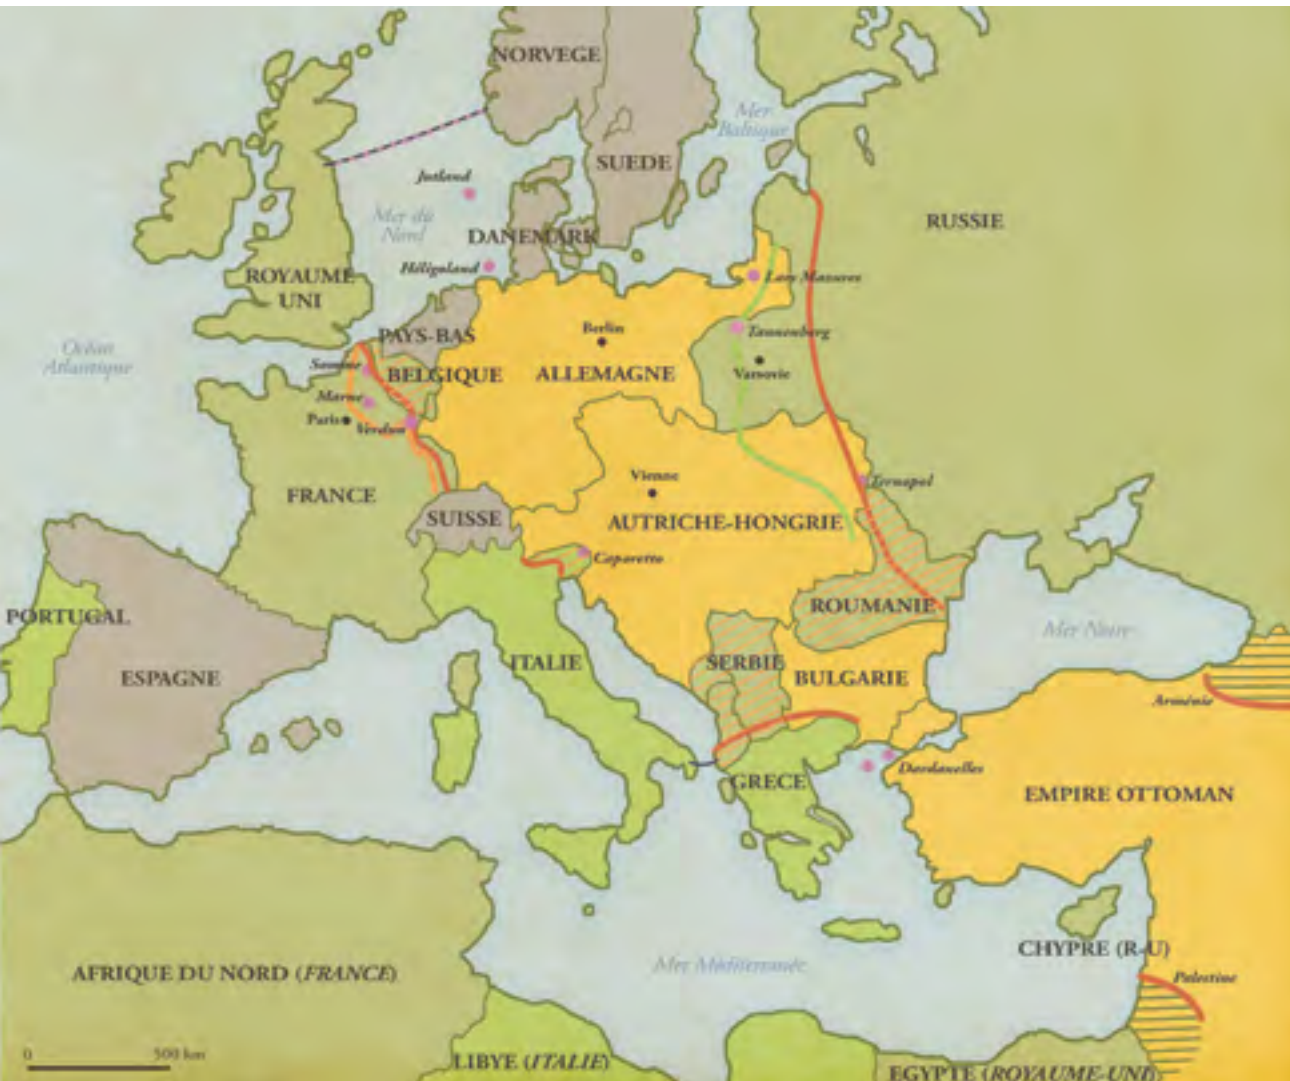 NORVEGE
Mer
Baltique
SUEDE
Jutland
RUSSIE
Mer du
Nord
DANEMARK
Héligoland
Lacs Mazures
ROYAUME
UNI
Berlin
Tannenberg
PAYS-BAS
Océan
Atlantique
Somme
BELGIQUE
ALLEMAGNE
Varsovie
Marne
Paris
Verdun
Vienne
Ternapol
FRANCE
SUISSE
AUTRICHE-HONGRIE
Caporetto
PORTUGAL
ROUMANIE
Mer Noire
ITALIE
SERBIE
ESPAGNE
BULGARIE
Arménie
Dardanelles
GRECE
EMPIRE OTTOMAN
CHYPRE (R-U)
Mer Méditerranée
AFRIQUE DU NORD (FRANCE)
Palestine
0
500 km
LIBYE (ITALIE)
EGYPTE (ROYAUME-UNI)